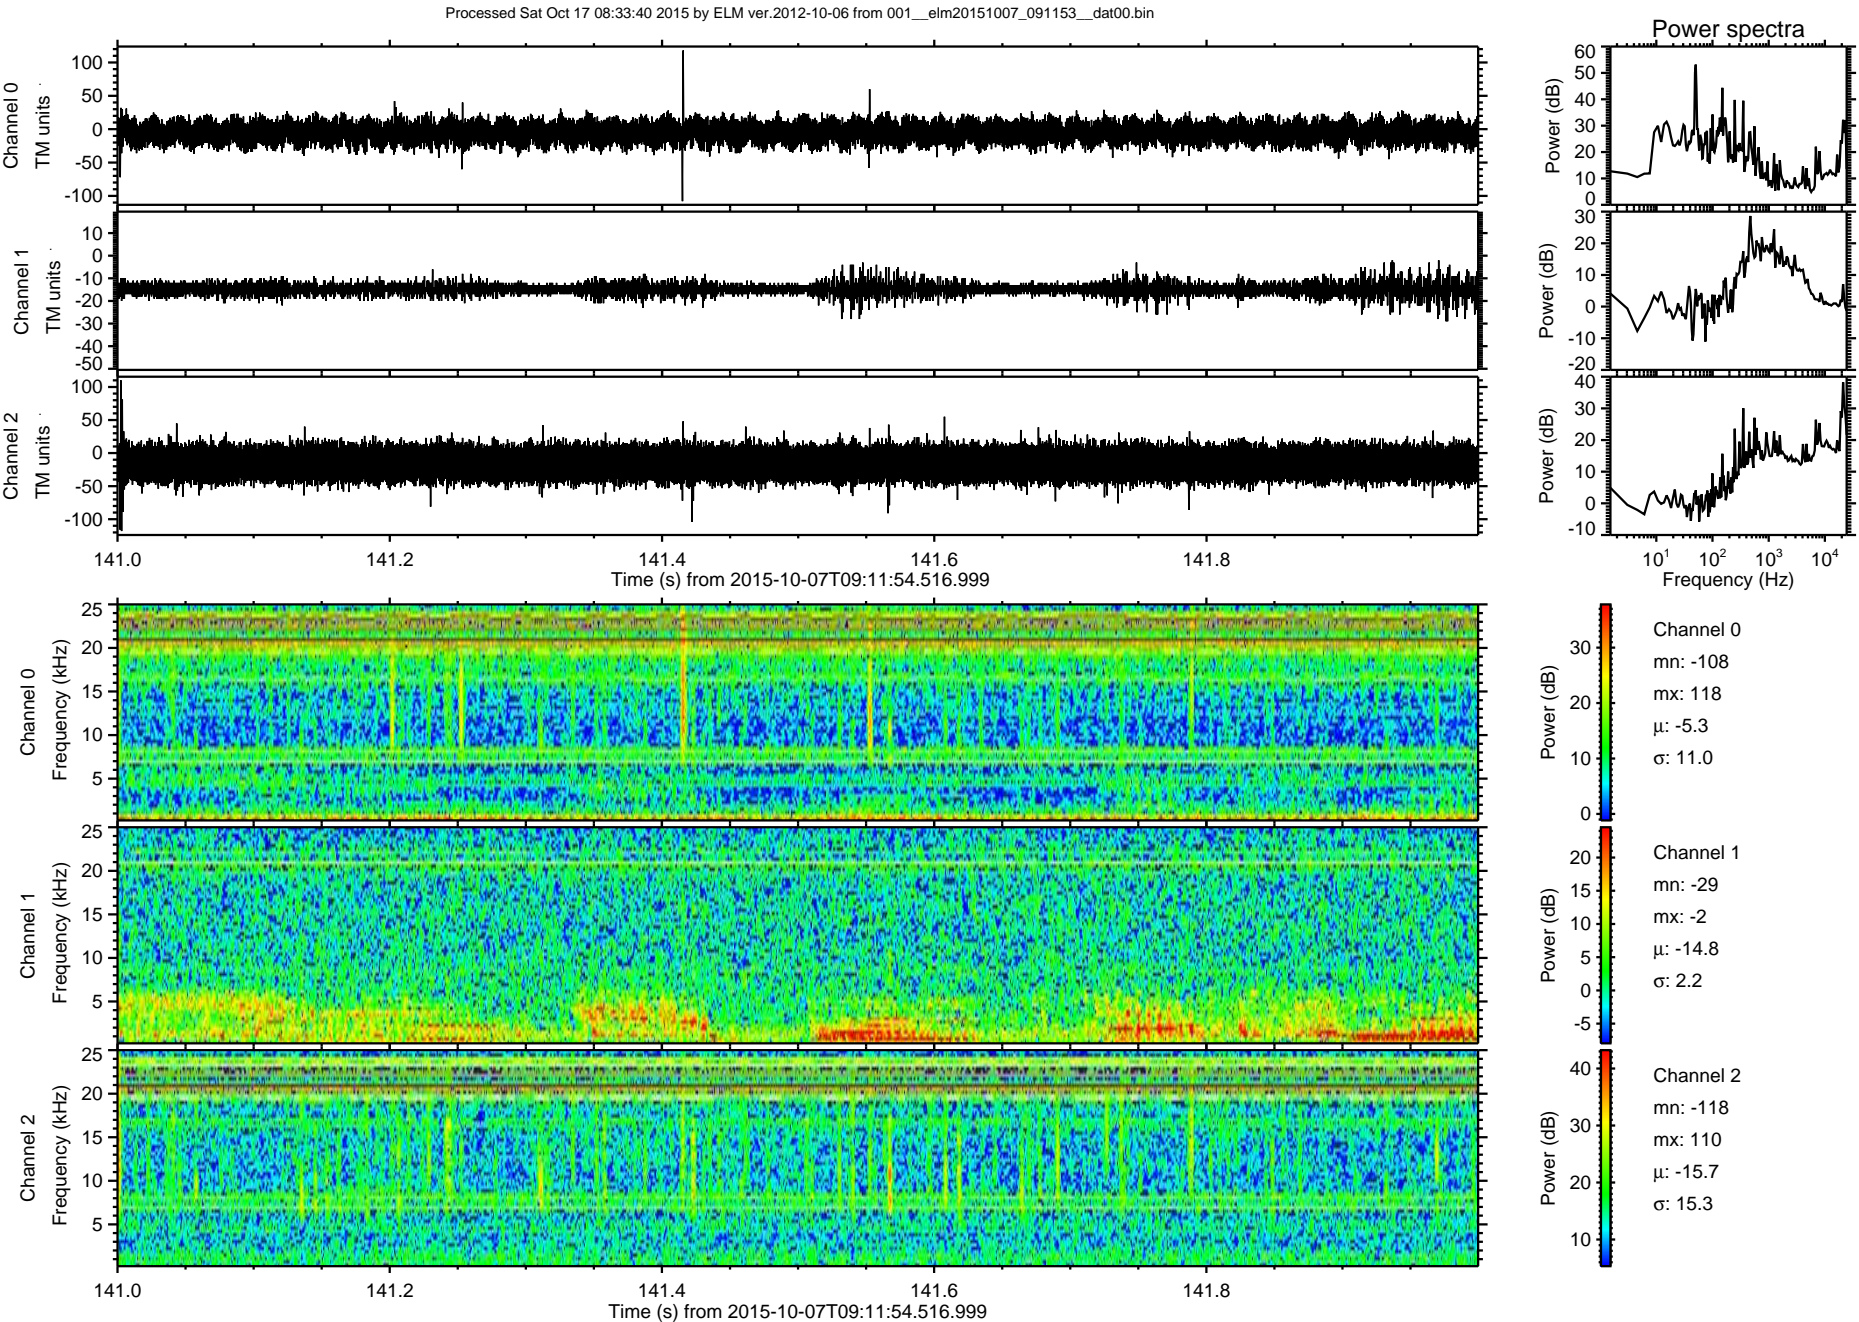 Processed Sat Oct 17 08:33:40 2015 by ELM ver.2012-10-06 from 001__elm20151007_091153__dat00.bin
Power spectra
Channel 0
TM units
100
50
0
-50
-100
Power (dB)
60
50
40
30
20
10
0
Channel 1
TM units
10
0
-10
-20
-30
-40
-50
Power (dB)
30
20
10
0
-10
-20
Channel 2
TM units
100
50
0
-50
-100
Power (dB)
40
30
20
10
0
-10
141.0 141.2 141.4 141.6 141.8
Time (s) from 2015-10-07T09:11:54.516.999
10^1 10^2 10^3 10^4
Frequency (Hz)
Channel 0
Frequency (kHz)
25
20
15
10
5
Power (dB)
30
20
10
0
Channel 0
mn: -108
mx: 118
μ: -5.3
σ: 11.0
Channel 1
Frequency (kHz)
25
20
15
10
5
Power (dB)
20
15
10
5
0
-5
Channel 1
mn: -29
mx: -2
μ: -14.8
σ: 2.2
Channel 2
Frequency (kHz)
25
20
15
10
5
Power (dB)
40
30
20
10
Channel 2
mn: -118
mx: 110
μ: -15.7
σ: 15.3
141.0 141.2 141.4 141.6 141.8
Time (s) from 2015-10-07T09:11:54.516.999